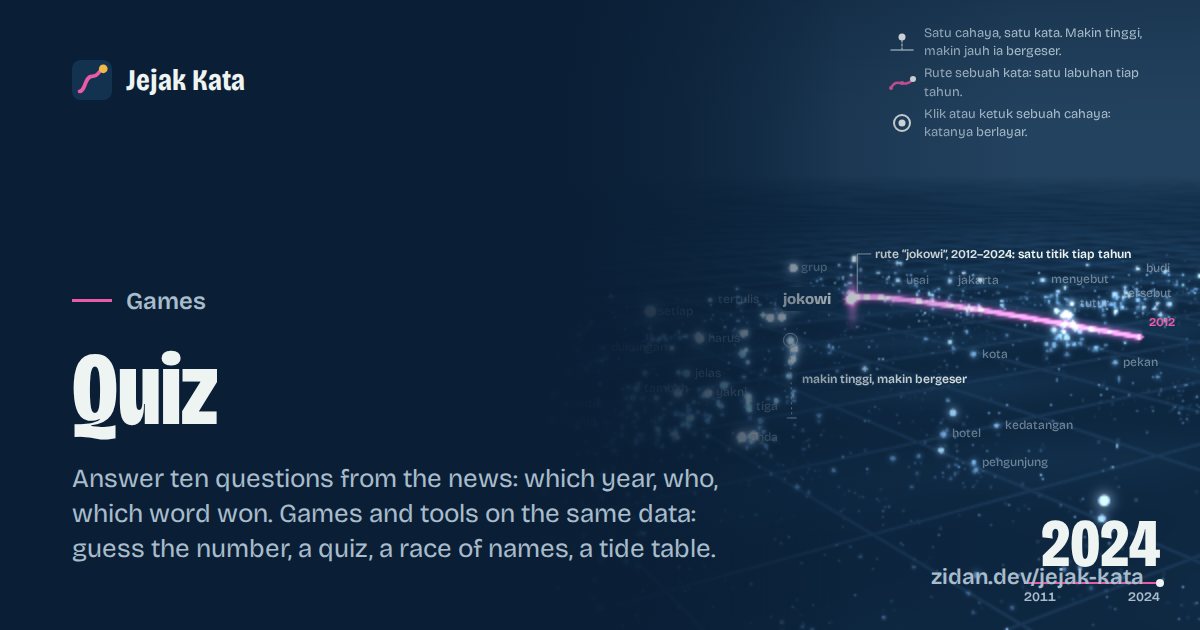 Jejak Kata
Satu cahaya, satu kata. Makin tinggi,
makin jauh ia bergeser.
Rute sebuah kata: satu labuhan tiap
tahun.
Klik atau ketuk sebuah cahaya:
katanya berlayar.
Games
Quiz
Answer ten questions from the news: which year, who,
which word won. Games and tools on the same data:
guess the number, a quiz, a race of names, a tide table.
rute “jokowi”, 2012–2024: satu titik tiap tahun
grup
usai
jakarta
menyebut
budi
tersebut
tertulis
jokowi
setiap
2012
harus
dukungan
kota
pekan
jelas
makin tinggi, makin bergeser
yakni
tiga
hotel
kedatangan
pengunjung
2024
zidan.dev/jejak-kata
2011
2024